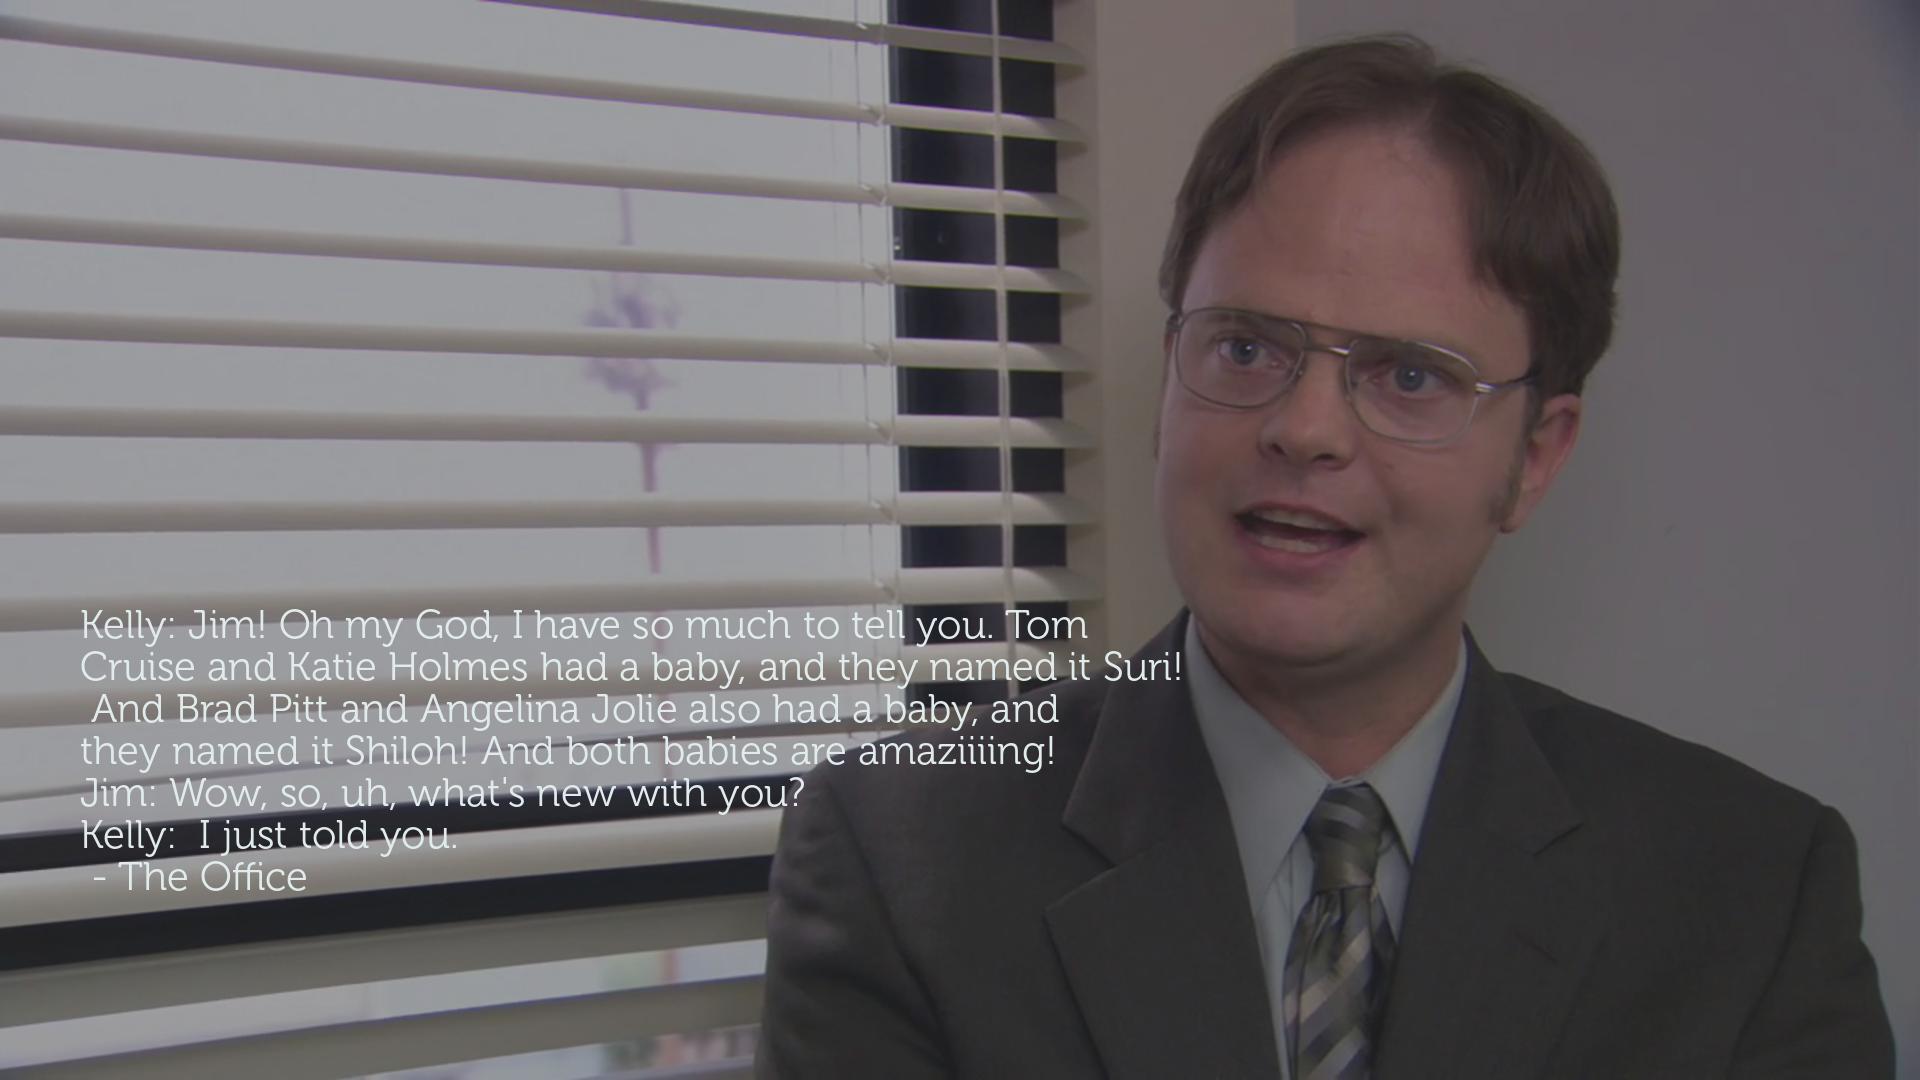 Kelly: Jim! Oh my God, I have so much to tell you. Tom
Cruise and Katie Holmes had a baby, and they named it Suri!
And Brad Pitt and Angelina Jolie also had a baby, and
they named it Shiloh! And both babies are amaziiiing!
Jim: Wow, so, uh, what's new with you?
Kelly:  I just told you.
- The Office